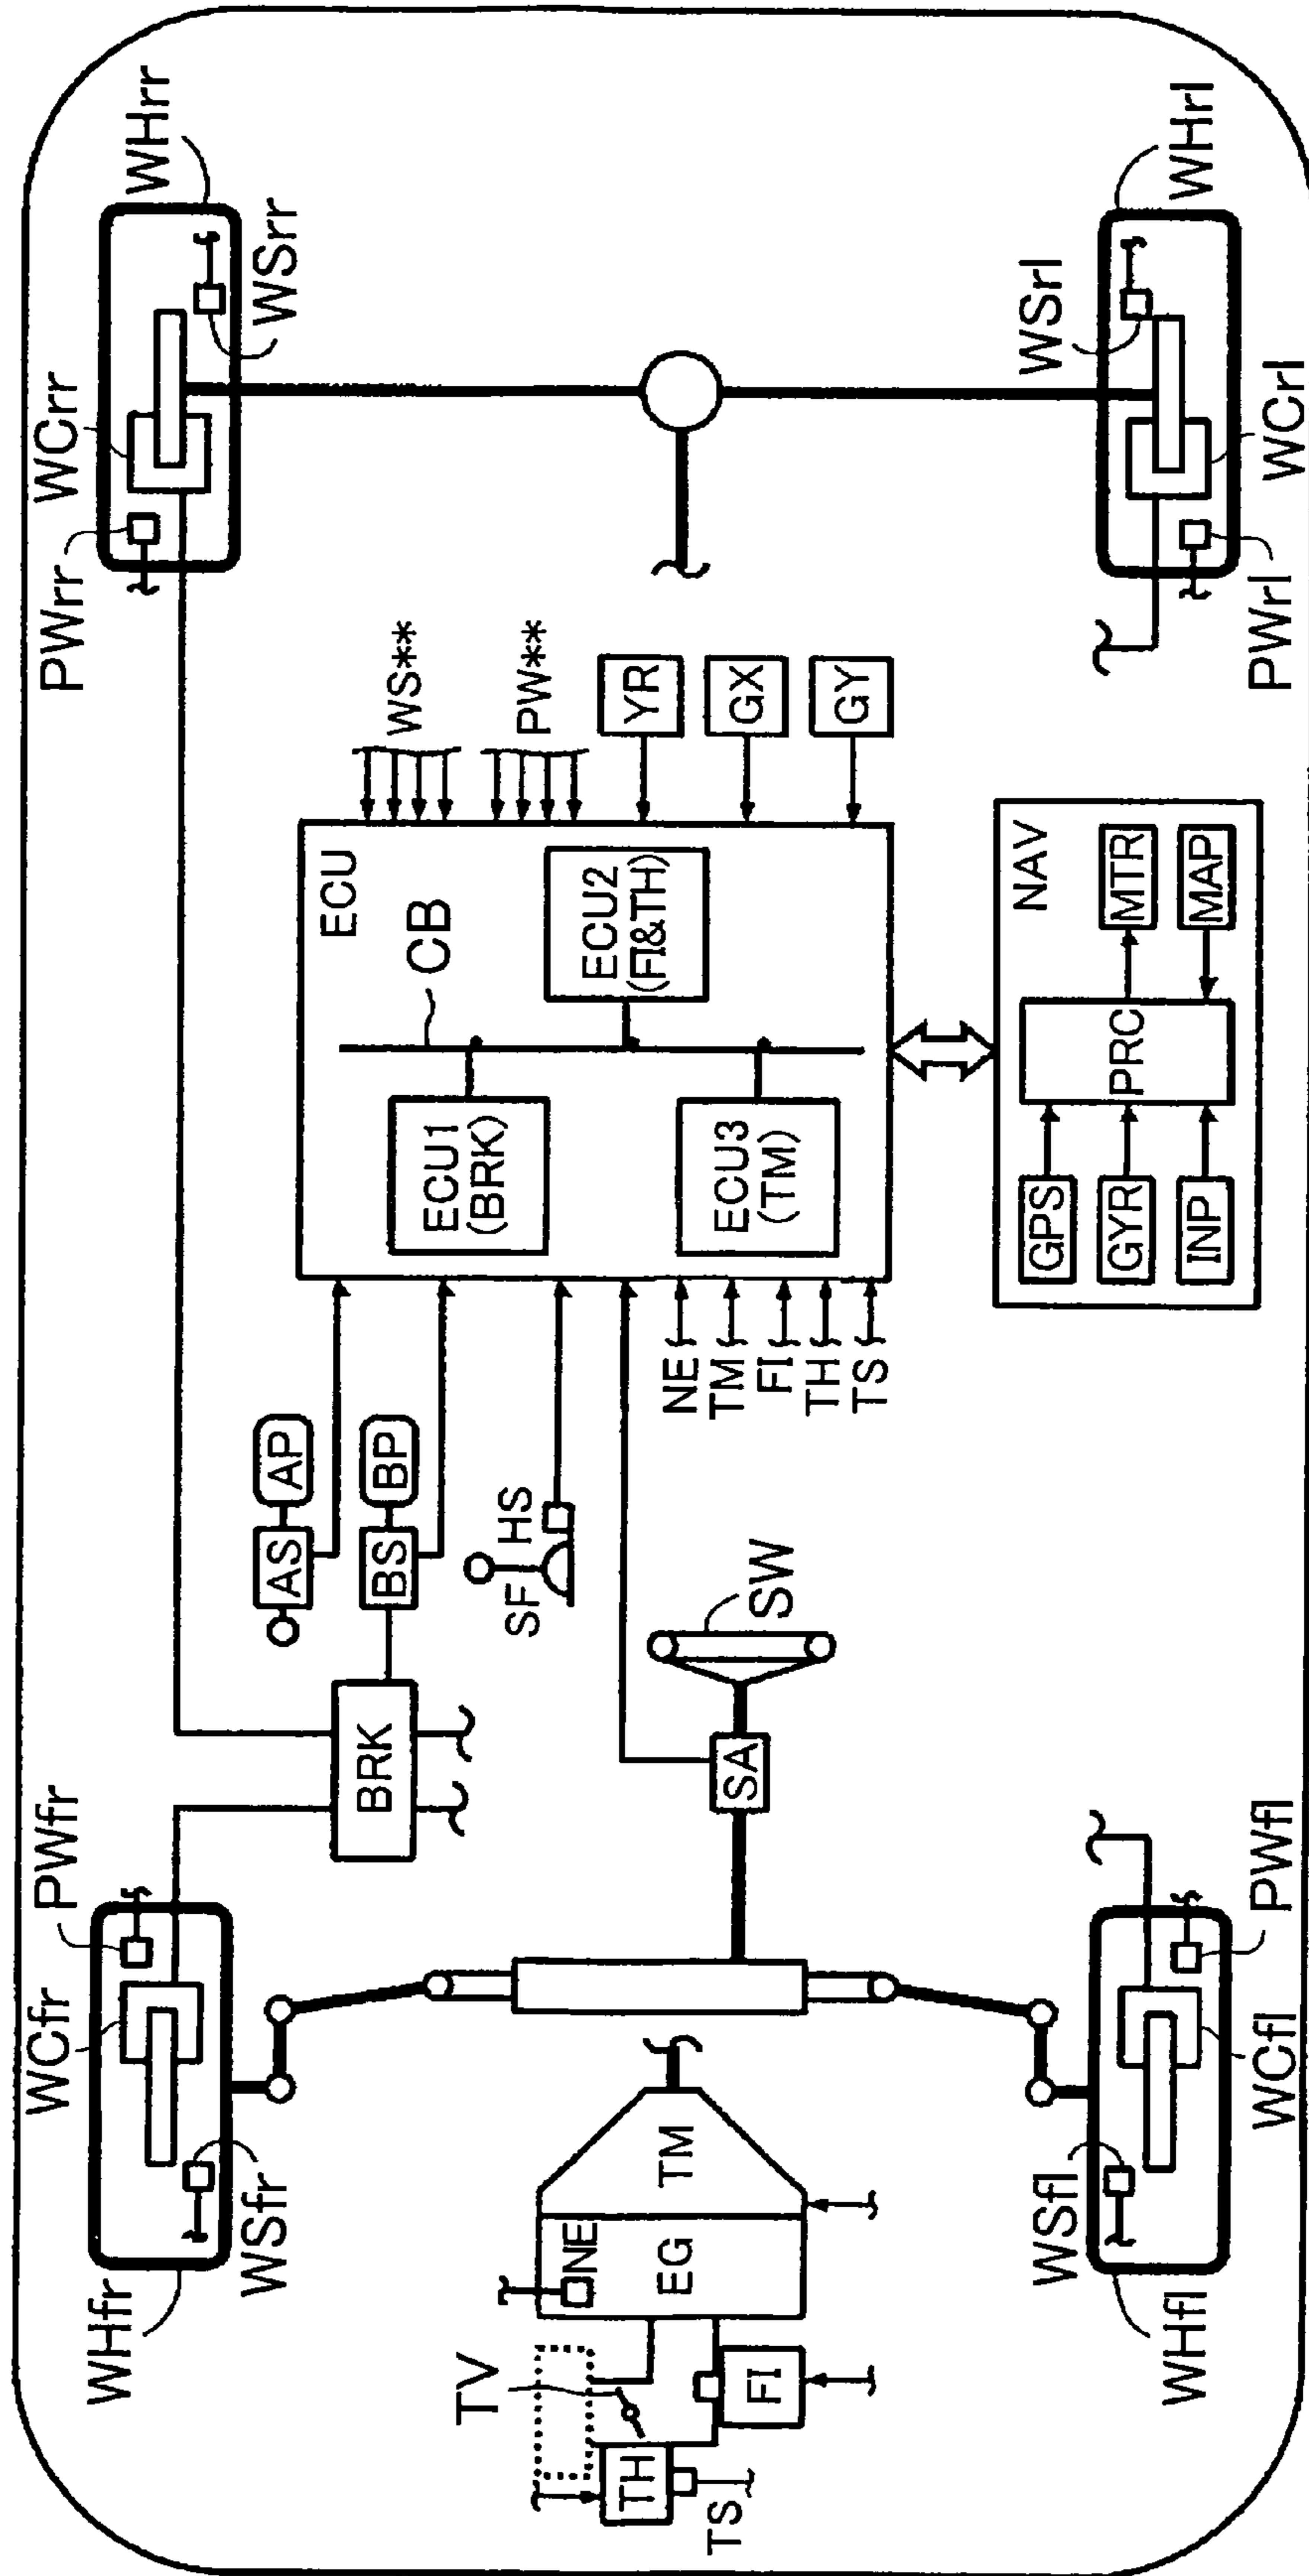 WHfr
WSfr
WCfr
PWfr
PWrr
WCrr
WHrr
WSrr
BRK
AS
AP
BS
BP
SF
HS
ECU
CB
ECU1
(BRK)
ECU2
(FI&TH)
ECU3
(TM)
WS**
PW**
YR
GX
GY
NE
TM
FI
TH
TS
TV
TH
TS
FI
NE
EG
TM
SA
SW
NAV
GPS
GYR
INP
PRC
MTR
MAP
WHfl
WSfl
WCfl
PWfl
PWrl
WCrl
WSrl
WHrl